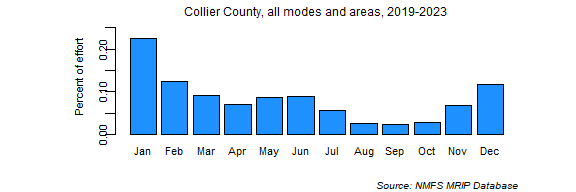 Collier County, all modes and areas, 2019-2023
Percent of effort
0.20
0.10
0.00
Jan Feb Mar Apr May Jun Jul Aug Sep Oct Nov Dec
Source: NMFS MRIP Database